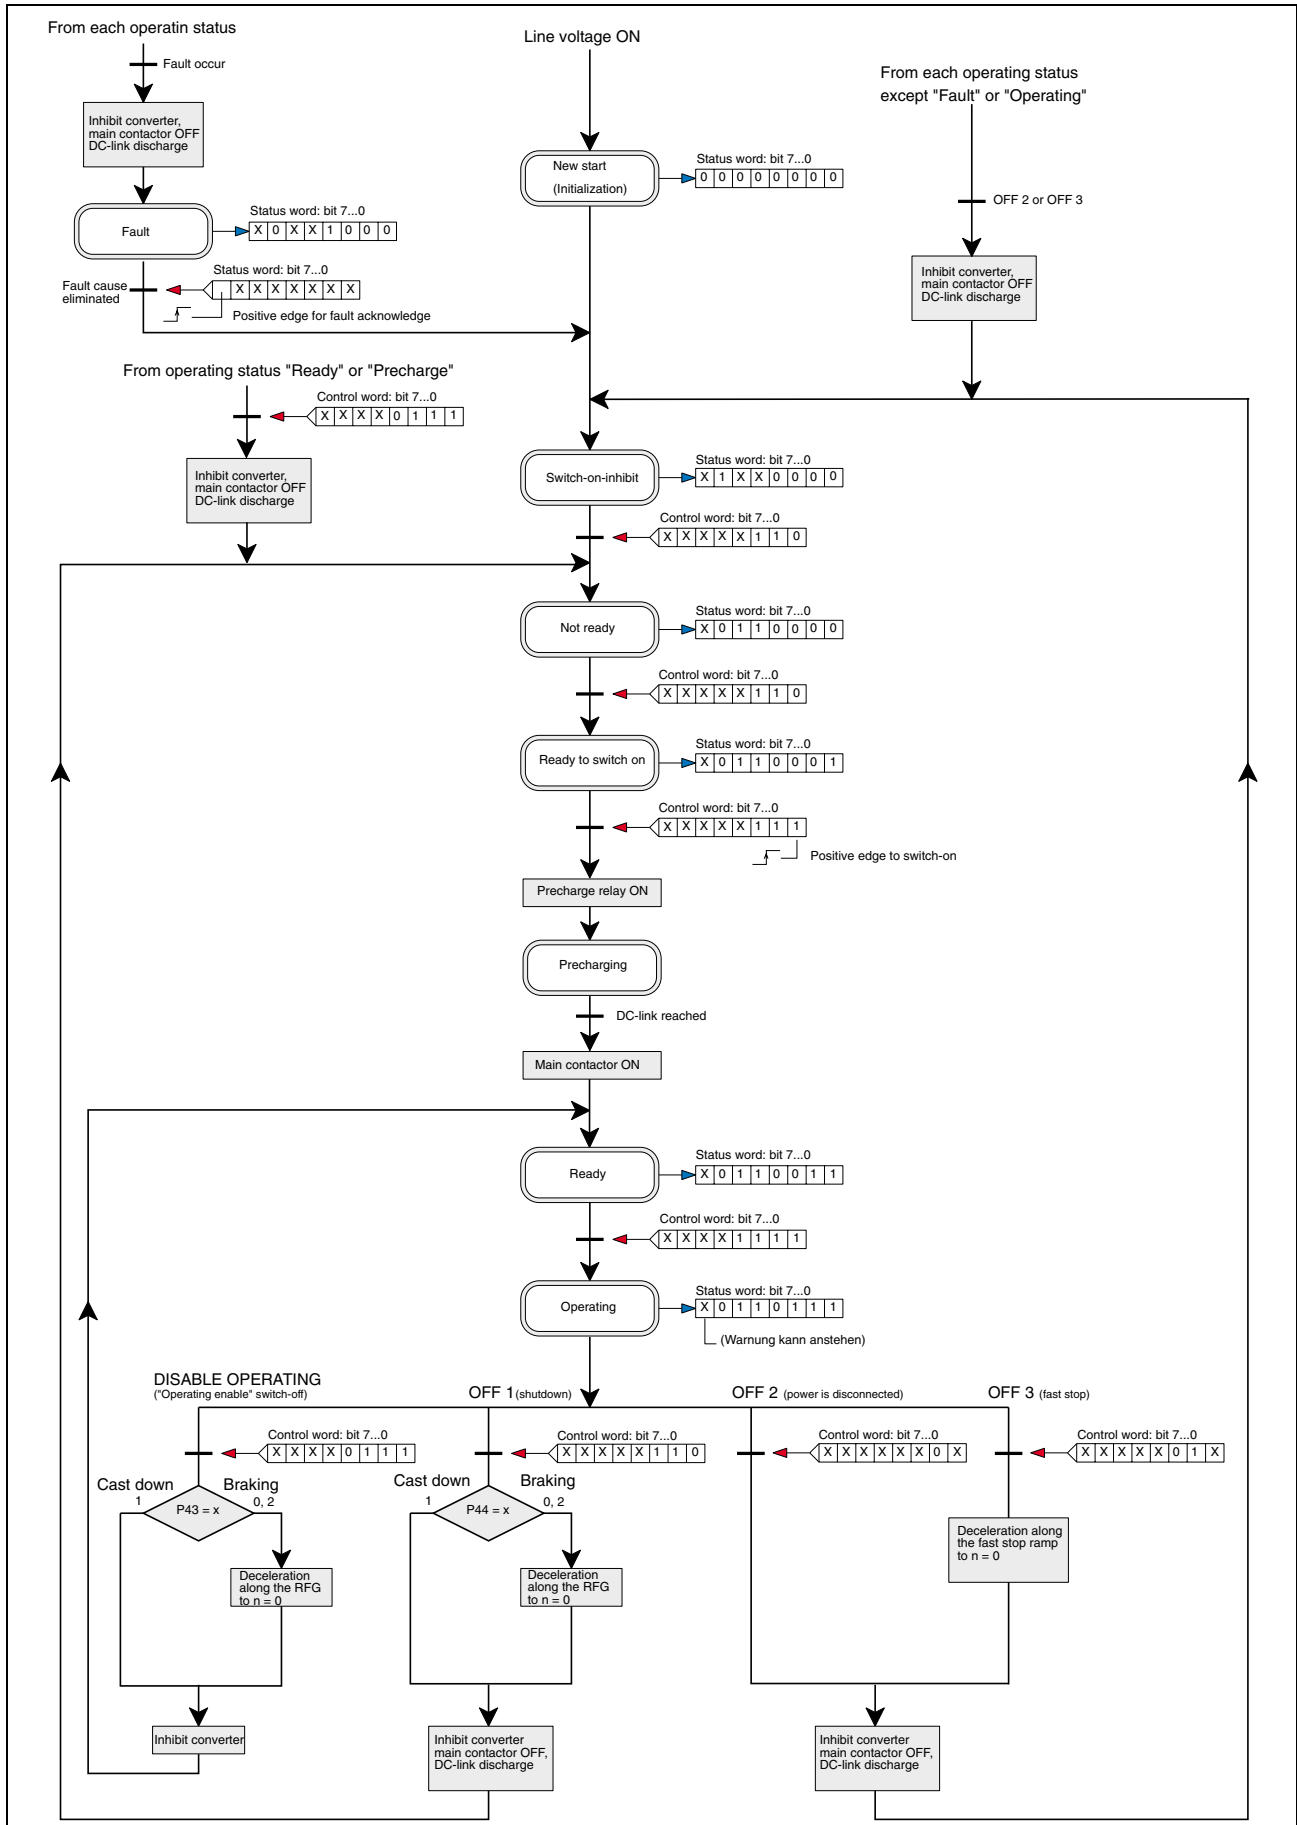 From each operatin status
Fault occur
Inhibit converter,
main contactor OFF
DC-link discharge
Fault
Status word: bit 7...0
X 0 X X 1 0 0 0
Fault cause
eliminated
Status word: bit 7...0
X X X X X X X
Positive edge for fault acknowledge
Line voltage ON
New start
(Initialization)
Status word: bit 7...0
0 0 0 0 0 0 0 0
From each operating status
except "Fault" or "Operating"
OFF 2 or OFF 3
Inhibit converter,
main contactor OFF
DC-link discharge
From operating status "Ready" or "Precharge"
Control word: bit 7...0
X X X X 0 1 1 1
Inhibit converter,
main contactor OFF
DC-link discharge
Switch-on-inhibit
Status word: bit 7...0
X 1 X X 0 0 0 0
Control word: bit 7...0
X X X X X 1 1 0
Not ready
Status word: bit 7...0
X 0 1 1 0 0 0 0
Control word: bit 7...0
X X X X X 1 1 0
Ready to switch on
Status word: bit 7...0
X 0 1 1 0 0 0 1
Control word: bit 7...0
X X X X X 1 1 1
Positive edge to switch-on
Precharge relay ON
Precharging
DC-link reached
Main contactor ON
Ready
Status word: bit 7...0
X 0 1 1 0 0 1 1
Control word: bit 7...0
X X X X 1 1 1 1
Operating
Status word: bit 7...0
X 0 1 1 0 1 1 1
(Warnung kann anstehen)
DISABLE OPERATING
("Operating enable" switch-off)
Control word: bit 7...0
X X X X 0 1 1 1
Cast down
Braking
1
P43 = x
0, 2
Deceleration
along the RFG
to n = 0
Inhibit converter
OFF 1 (shutdown)
Control word: bit 7...0
X X X X X 1 1 0
Cast down
Braking
1
P44 = x
0, 2
Deceleration
along the RFG
to n = 0
Inhibit converter
main contactor OFF,
DC-link discharge
OFF 2 (power is disconnected)
Control word: bit 7...0
X X X X X X 0 X
OFF 3 (fast stop)
Control word: bit 7...0
X X X X X 0 1 X
Deceleration along
the fast stop ramp
to n = 0
Inhibit converter
main contactor OFF,
DC-link discharge